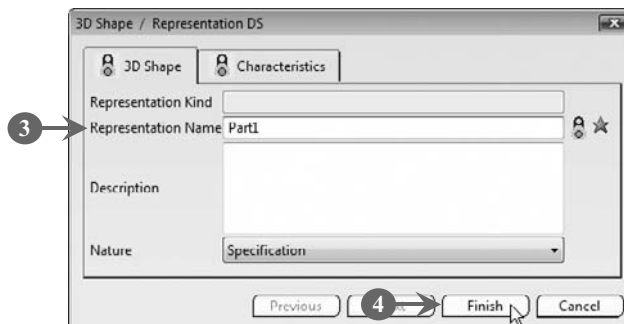 3D Shape / Representation DS
3D Shape Characteristics
Representation Kind
3 Representation Name Part1
Description
Nature Specification
Previous 4 Finish Cancel